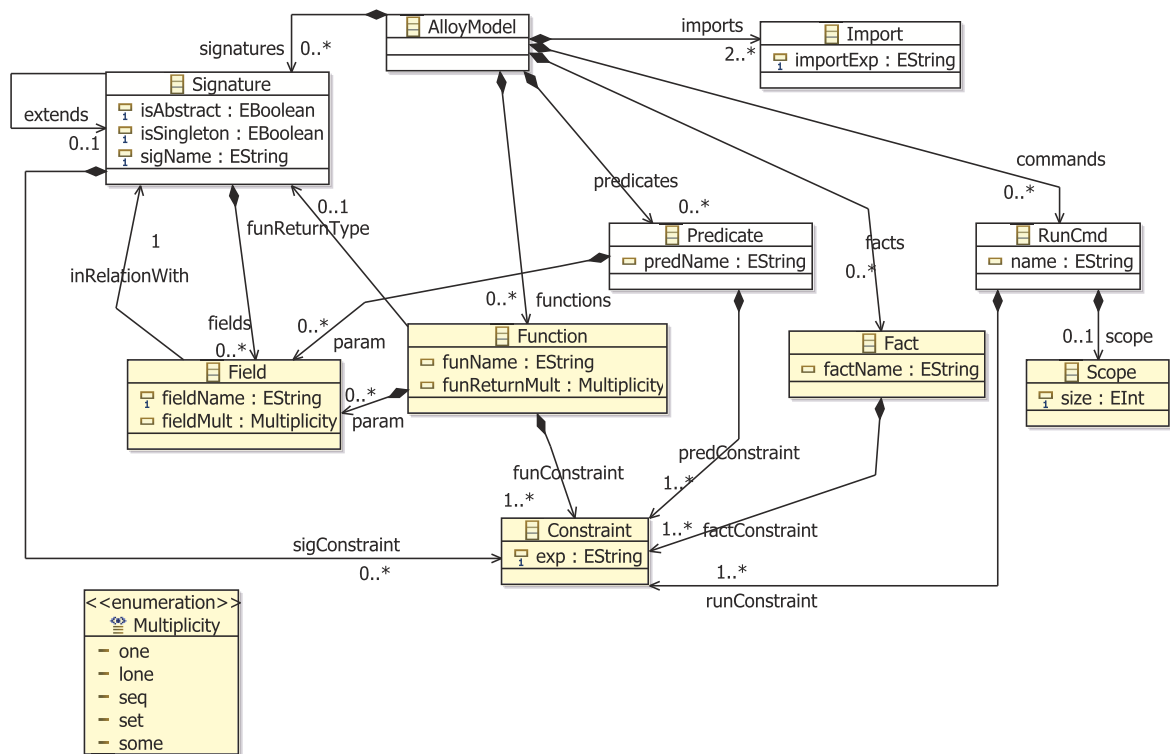 AlloyModel
imports
2..*
Import
importExp : EString
signatures
0..*
Signature
isAbstract : EBoolean
isSingleton : EBoolean
sigName : EString
extends
0..1
commands
0..*
predicates
0..*
0..1
funReturnType
1
inRelationWith
Predicate
predName : EString
facts
0..*
RunCmd
name : EString
0..*
functions
fields
0..*
0..*
param
Function
funName : EString
funReturnMult : Multiplicity
Fact
factName : EString
0..1
scope
Scope
size : EInt
Field
fieldName : EString
fieldMult : Multiplicity
0..*
param
funConstraint
1..*
predConstraint
1..*
1..*
factConstraint
Constraint
exp : EString
sigConstraint
0..*
1..*
runConstraint
<<enumeration>>
Multiplicity
one
lone
seq
set
some